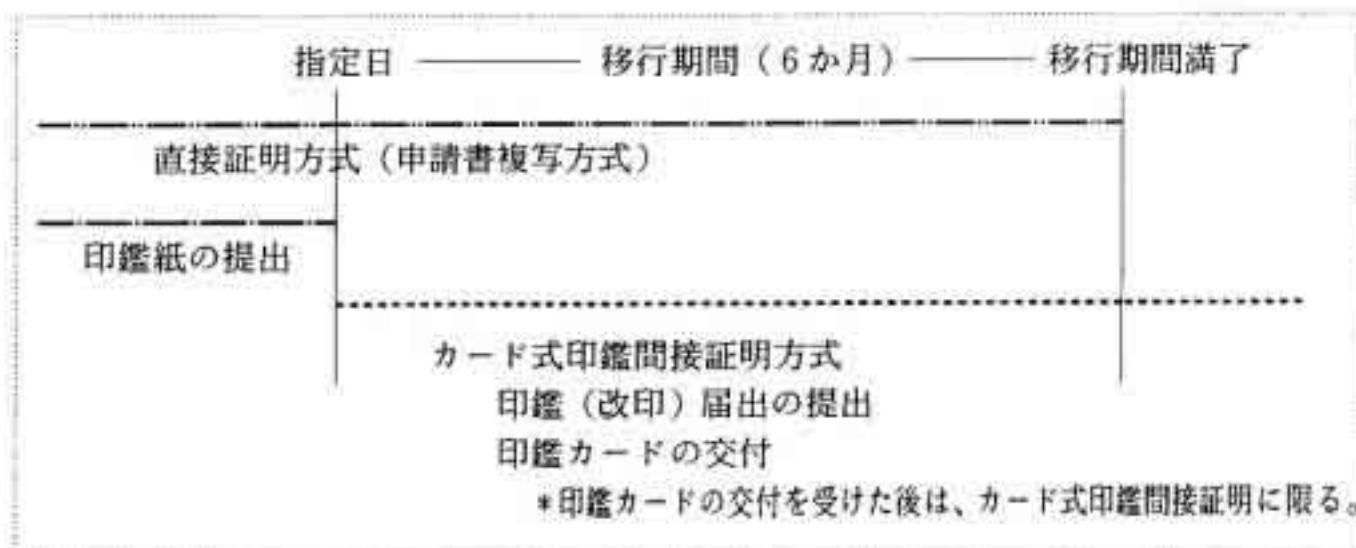 指定日 ――― 移行期間（6か月）――― 移行期間満了
直接証明方式（申請書複写方式）
印鑑紙の提出
カード式印鑑間接証明方式
印鑑（改印）届出の提出
印鑑カードの交付
＊印鑑カードの交付を受けた後は、カード式印鑑間接証明に限る。